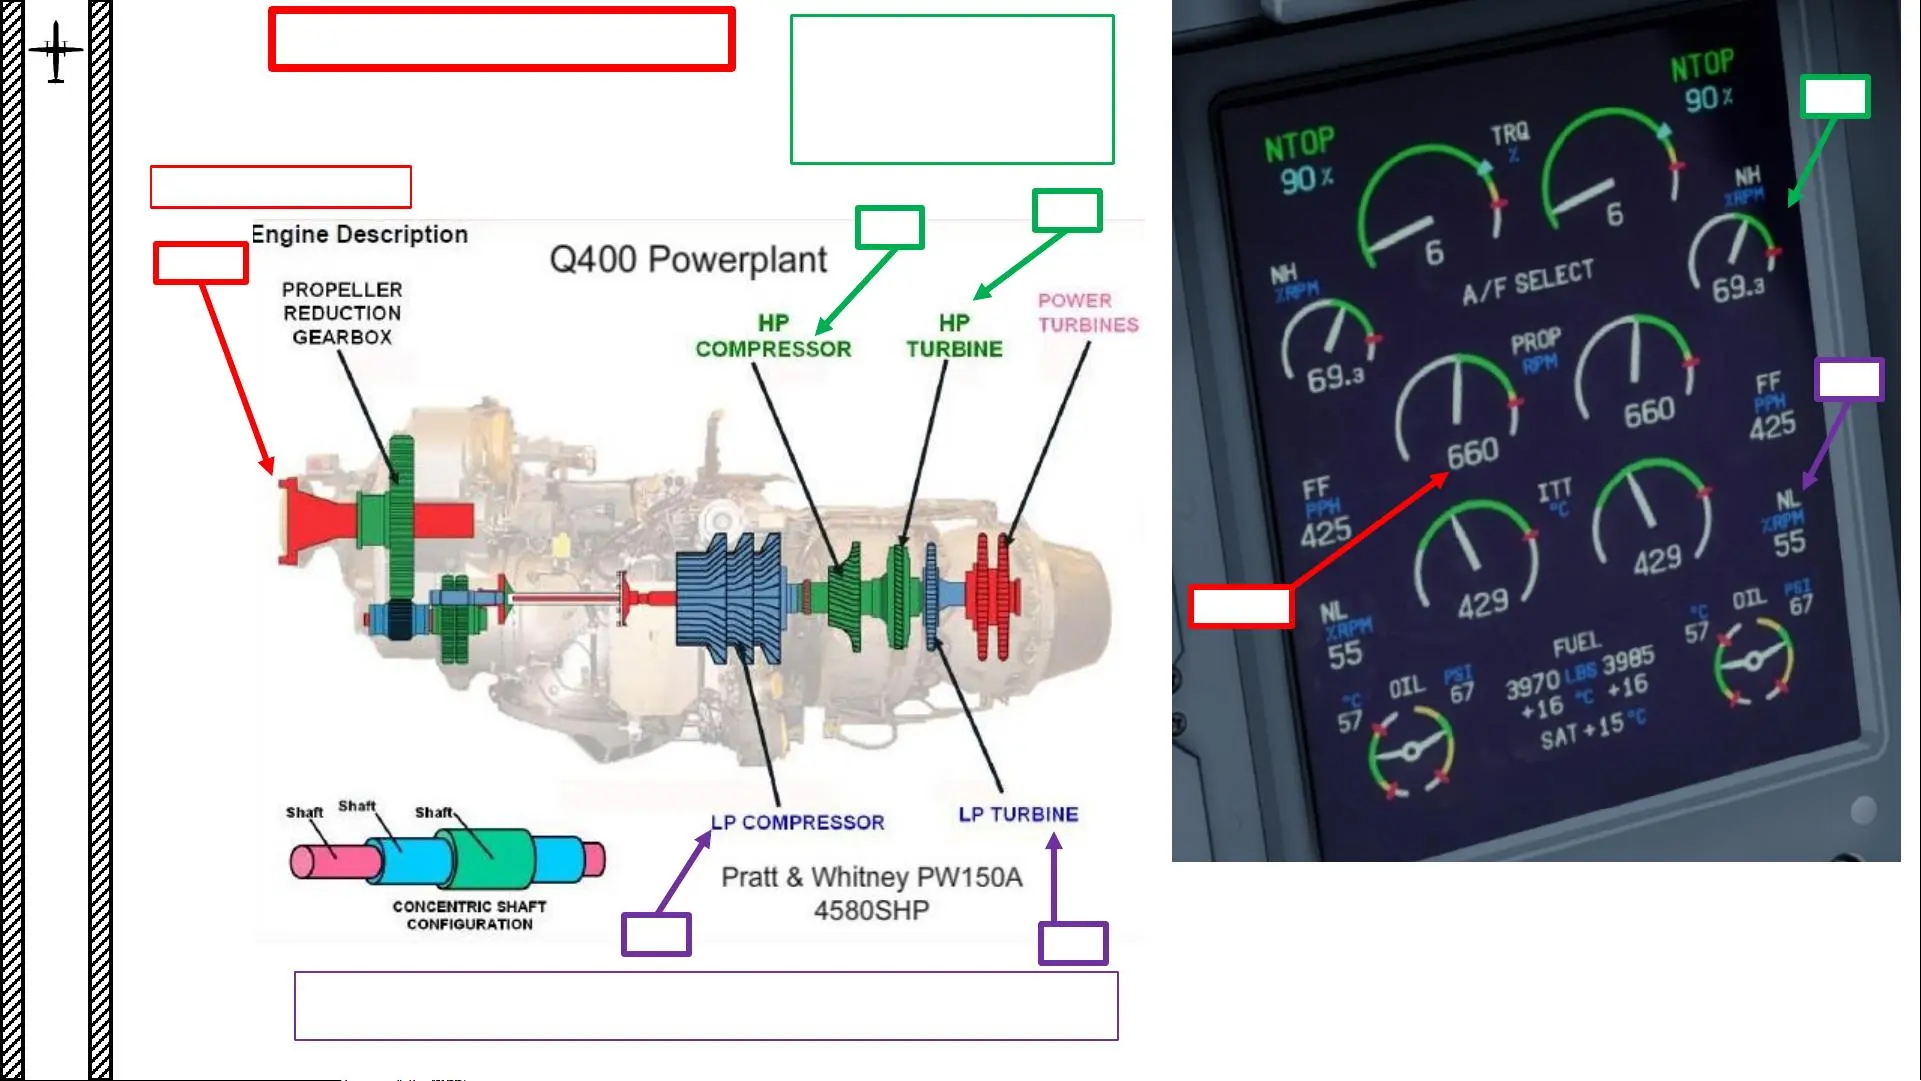 Engine Description
Q400 Powerplant
PROPELLER
REDUCTION
GEARBOX
HP
COMPRESSOR
HP
TURBINE
POWER
TURBINES
LP COMPRESSOR
LP TURBINE
Shaft
Shaft
Shaft
CONCENTRIC SHAFT
CONFIGURATION
Pratt & Whitney PW150A
4580SHP
NTOP
90%
TRQ
%
NTOP
90%
6
6
NH
%RPM
69.3
A/F SELECT
NH
%RPM
69.3
PROP
RPM
660
660
FF
PPH
425
FF
PPH
425
ITT
°C
429
429
NL
%RPM
55
NL
%RPM
55
FUEL
3970 LBS 3985
+16 °C +16
SAT +15 °C
°C OIL PSI
57 67
°C OIL PSI
57 67